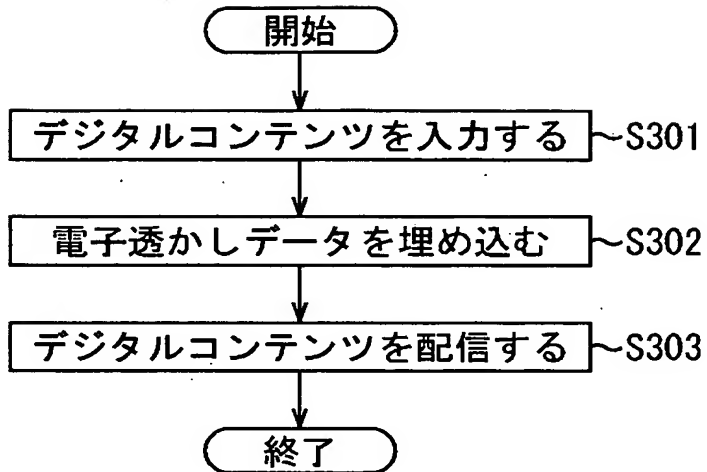 開始
デジタルコンテンツを入力する ～S301
電子透かしデータを埋め込む ～S302
デジタルコンテンツを配信する ～S303
終了